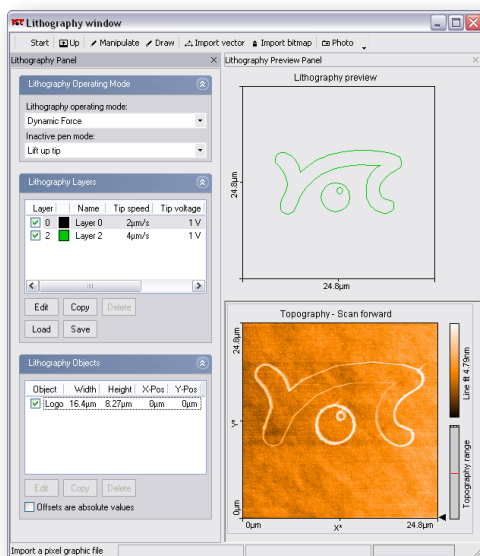 Lithography window
Start Up Manipulate Draw Import vector Import bitmap Photo
Lithography Panel
Lithography Operating Mode
Lithography operating mode:
Dynamic Force
Inactive pen mode:
Lift up tip
Lithography Layers
Layer Name Tip speed Tip voltage
0 Layer 0 2µm/s 1 V
2 Layer 2 4µm/s 1 V
Edit Copy Delete
Load Save
Lithography Objects
Object Width Height X-Pos Y-Pos
Logo 16.4µm 8.27µm 0µm 0µm
Edit Copy Delete
Offsets are absolute values
Lithography Preview Panel
Lithography preview
24.8µm
24.8µm
Topography - Scan forward
24.8µm
Y*
0µm
0µm X* 24.8µm
Line fit 4.79nm
Topography range
Import a pixel graphic file